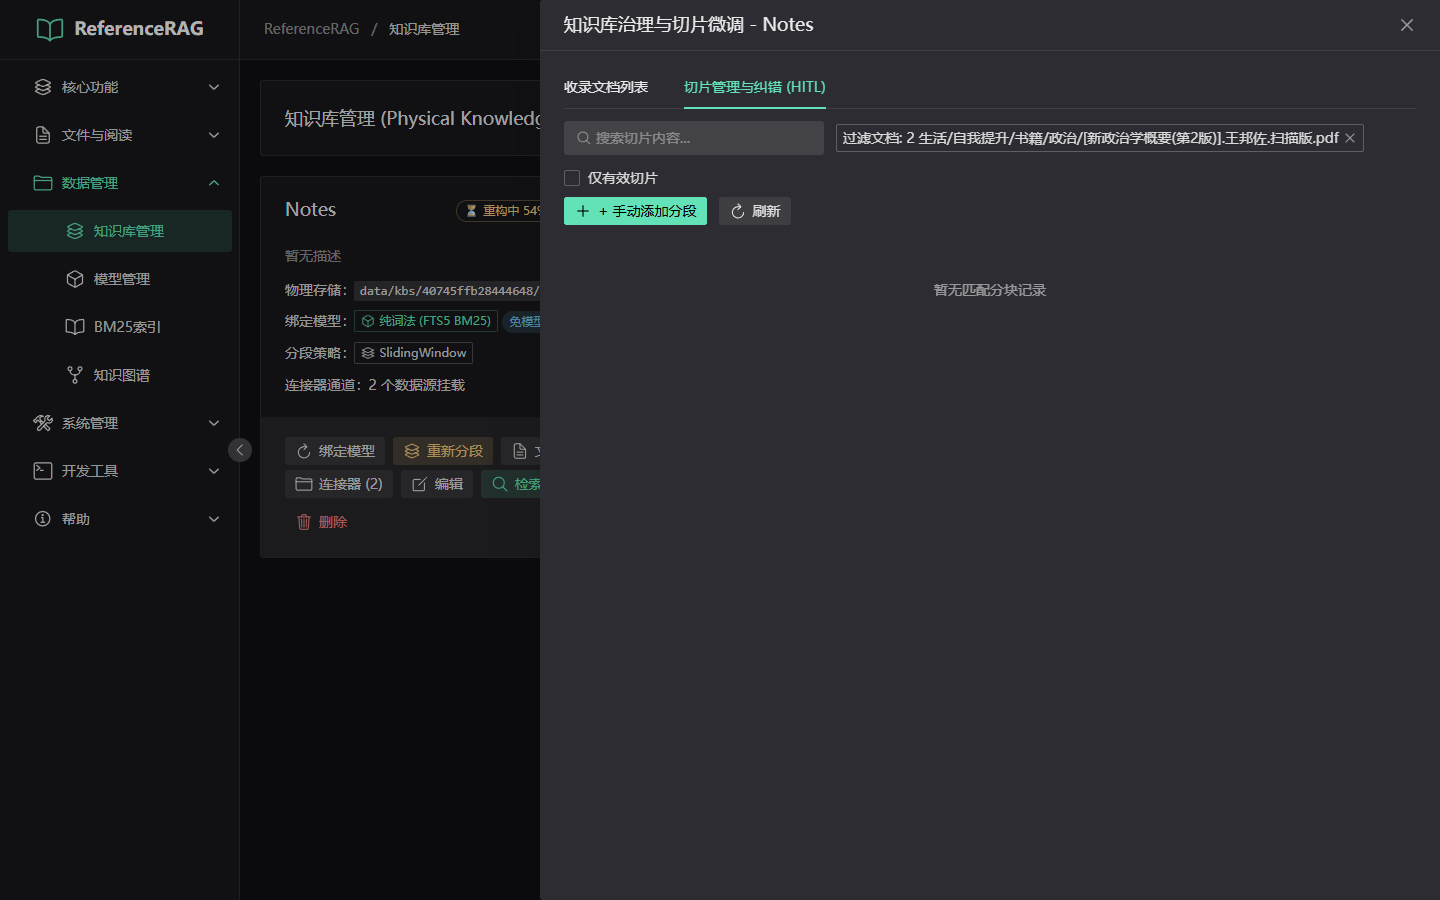 ReferenceRAG
核心功能
文件与阅读
数据管理
知识库管理
模型管理
BM25索引
知识图谱
系统管理
开发工具
帮助
ReferenceRAG / 知识库管理
知识库管理 (Physical Knowledg
Notes
重构中 54%
暂无描述
物理存储： data/kbs/40745ffb28444648/
绑定模型： 纯词法 (FTS5 BM25) 免模型
分段策略： SlidingWindow
连接器通道：2 个数据源挂载
绑定模型 重新分段
连接器 (2) 编辑 检索
删除
知识库治理与切片微调 - Notes
收录文档列表 切片管理与纠错 (HITL)
搜索切片内容... 过滤文档: 2 生活/自我提升/书籍/政治/[新政治学概要(第2版)].王邦佐.扫描版.pdf
仅有效切片
+ 手动添加分段 刷新
暂无匹配分块记录